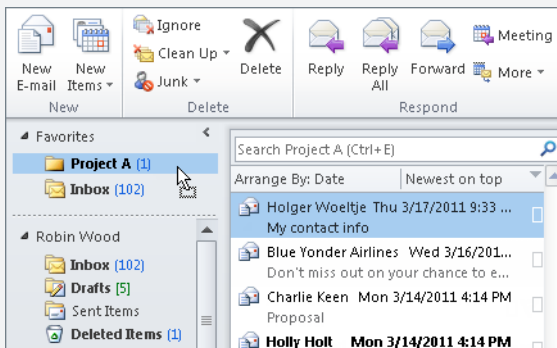 Ignore
Clean Up
Junk
Meeting
More
New E-mail
New Items
Delete
Reply
Reply All
Forward
New
Delete
Respond
Favorites
Project A (1)
Inbox (102)
Robin Wood
Inbox (102)
Drafts [5]
Sent Items
Deleted Items (1)
Search Project A (Ctrl+E)
Arrange By: Date
Newest on top
Holger Woeltje Thu 3/17/2011 9:33 ...
My contact info
Blue Yonder Airlines Wed 3/16/201...
Don't miss out on your chance to e...
Charlie Keen Mon 3/14/2011 4:14 PM
Proposal
Holly Holt Mon 3/14/2011 4:14 PM